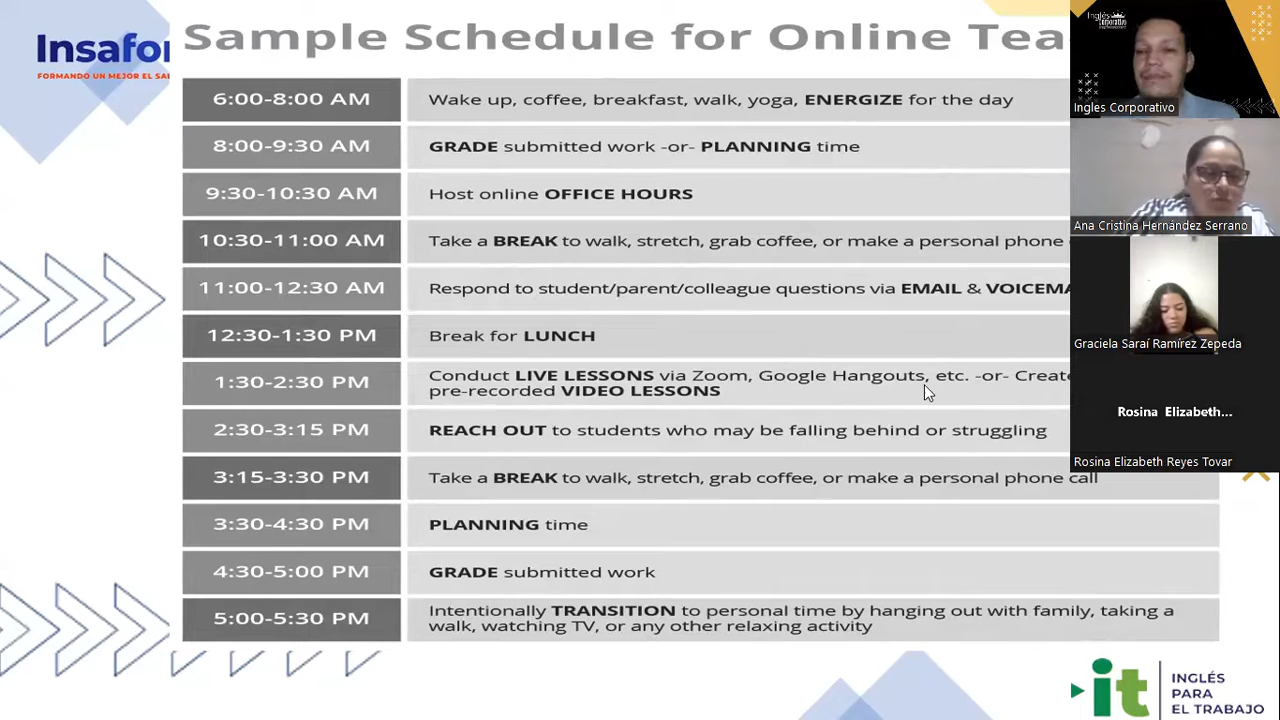 Insafor
FORMANDO UN MEJOR EL SA
Sample Schedule for Online Tea
6:00-8:00 AM
Wake up, coffee, breakfast, walk, yoga, ENERGIZE for the day
8:00-9:30 AM
GRADE submitted work -or- PLANNING time
9:30-10:30 AM
Host online OFFICE HOURS
10:30-11:00 AM
Take a BREAK to walk, stretch, grab coffee, or make a personal phone
11:00-12:30 AM
Respond to student/parent/colleague questions via EMAIL & VOICEMA
12:30-1:30 PM
Break for LUNCH
1:30-2:30 PM
Conduct LIVE LESSONS via Zoom, Google Hangouts, etc. -or- Create
pre-recorded VIDEO LESSONS
2:30-3:15 PM
REACH OUT to students who may be falling behind or struggling
3:15-3:30 PM
Take a BREAK to walk, stretch, grab coffee, or make a personal phone call
3:30-4:30 PM
PLANNING time
4:30-5:00 PM
GRADE submitted work
5:00-5:30 PM
Intentionally TRANSITION to personal time by hanging out with family, taking a
walk, watching TV, or any other relaxing activity
Inglés
Corporativo
Ingles Corporativo
Ana Cristina Hernández Serrano
Graciela Saraí Ramírez Zepeda
Rosina Elizabeth...
Rosina Elizabeth Reyes Tovar
it
INGLÉS
PARA
EL TRABAJO